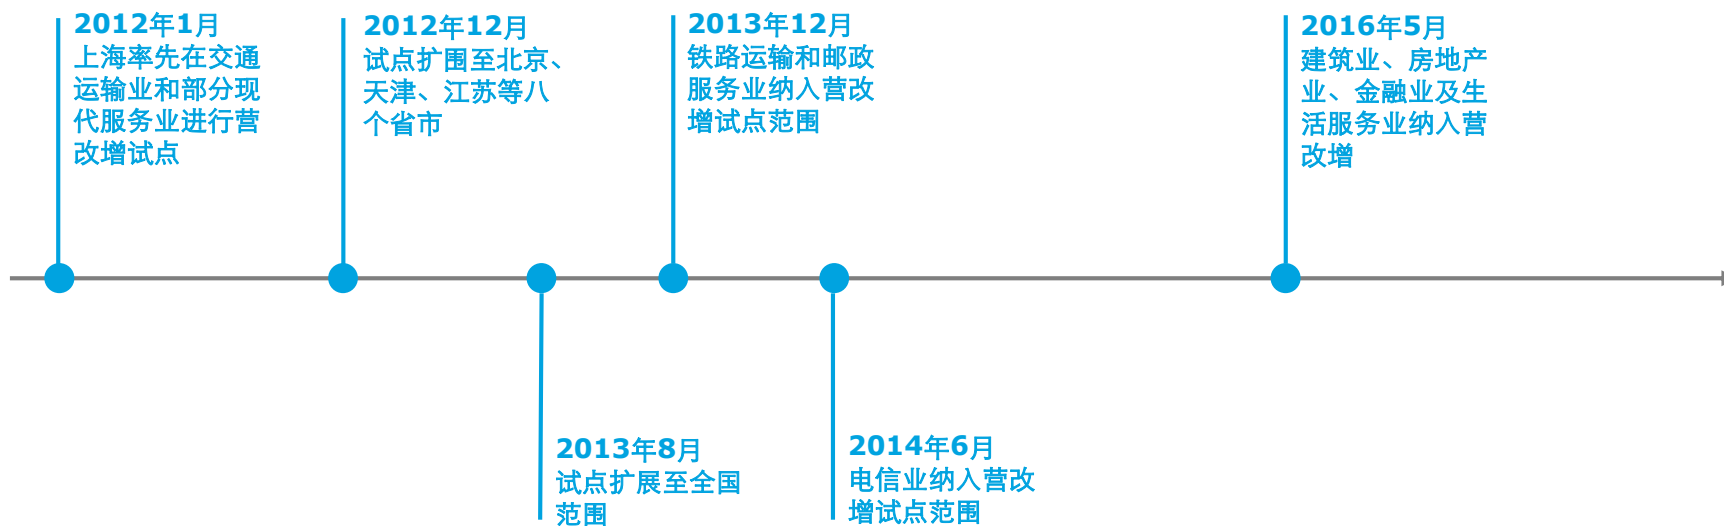 2012年1月
上海率先在交通
运输业和部分现
代服务业进行营
改增试点
2012年12月
试点扩围至北京、
天津、江苏等八
个省市
2013年12月
铁路运输和邮政
服务业纳入营改
增试点范围
2016年5月
建筑业、房地产
业、金融业及生
活服务业纳入营
改增
2013年8月
试点扩展至全国
范围
2014年6月
电信业纳入营改
增试点范围